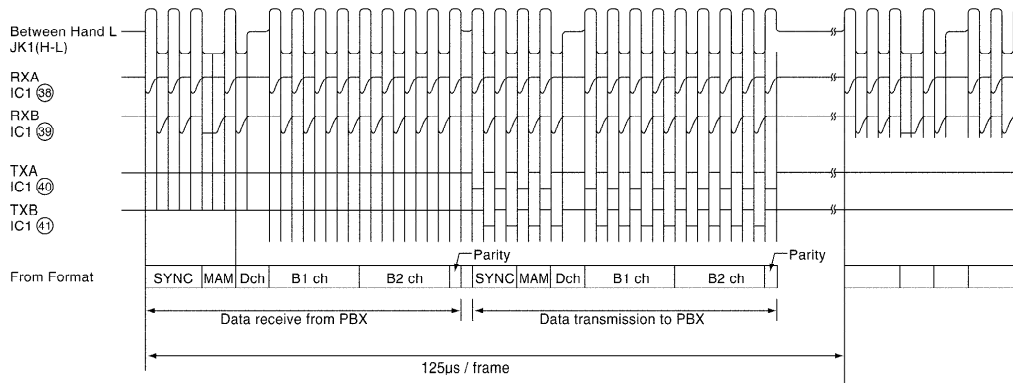 Between Hand L
JK1(H-L)
RXA
IC1 38
RXB
IC1 39
TXA
IC1 40
TXB
IC1 41
Parity
Parity
From Format
SYNC MAM Dch B1 ch B2 ch SYNC MAM Dch B1 ch B2 ch
Data receive from PBX
Data transmission to PBX
125µs / frame